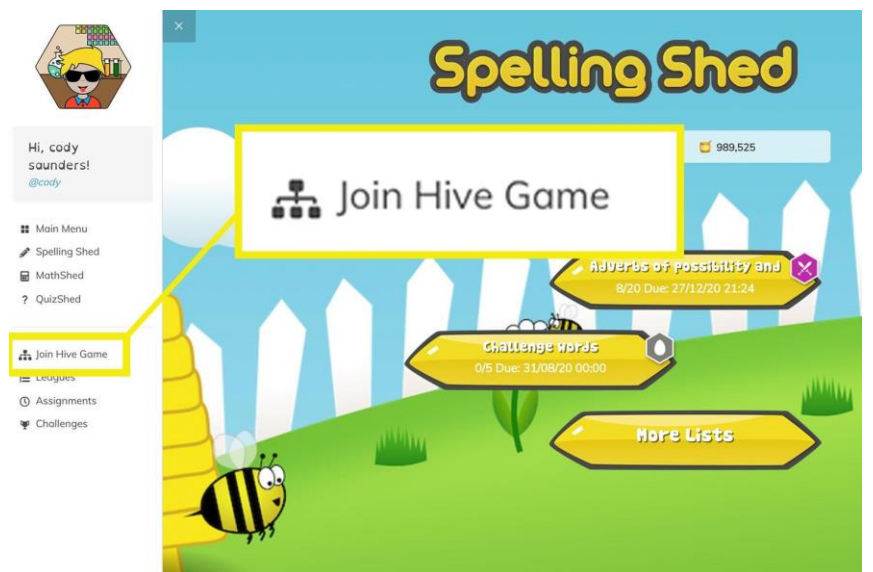 Hi, cody
saunders!
@cody
Main Menu
Spelling Shed
MathShed
? QuizShed
Join Hive Game
Leagues
Assignments
Challenges
×
Spelling Shed
989,525
Join Hive Game
Adverbs of possibility and
8/20 Due: 27/12/20 21:24
Challenge words
0/5 Due: 31/08/20 00:00
More Lists